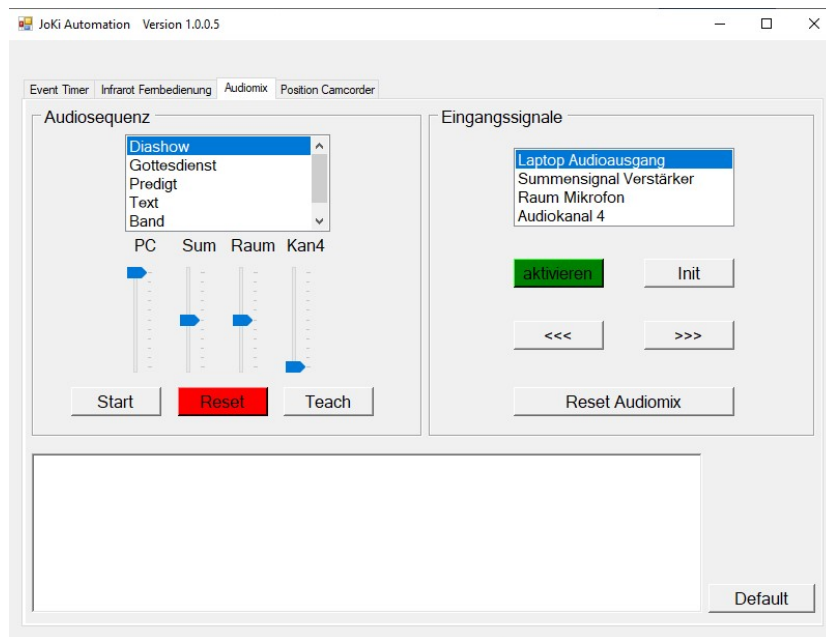 JoKi Automation Version 1.0.0.5
Event Timer Infrarot Fernbedienung Audiomix Position Camcorder
Audiosequenz
Diashow
Gottesdienst
Predigt
Text
Band
PC Sum Raum Kan4
Start Reset Teach
Eingangssignale
Laptop Audioausgang
Summensignal Verstärker
Raum Mikrofon
Audiokanal 4
aktivieren Init
<<< >>>
Reset Audiomix
Default